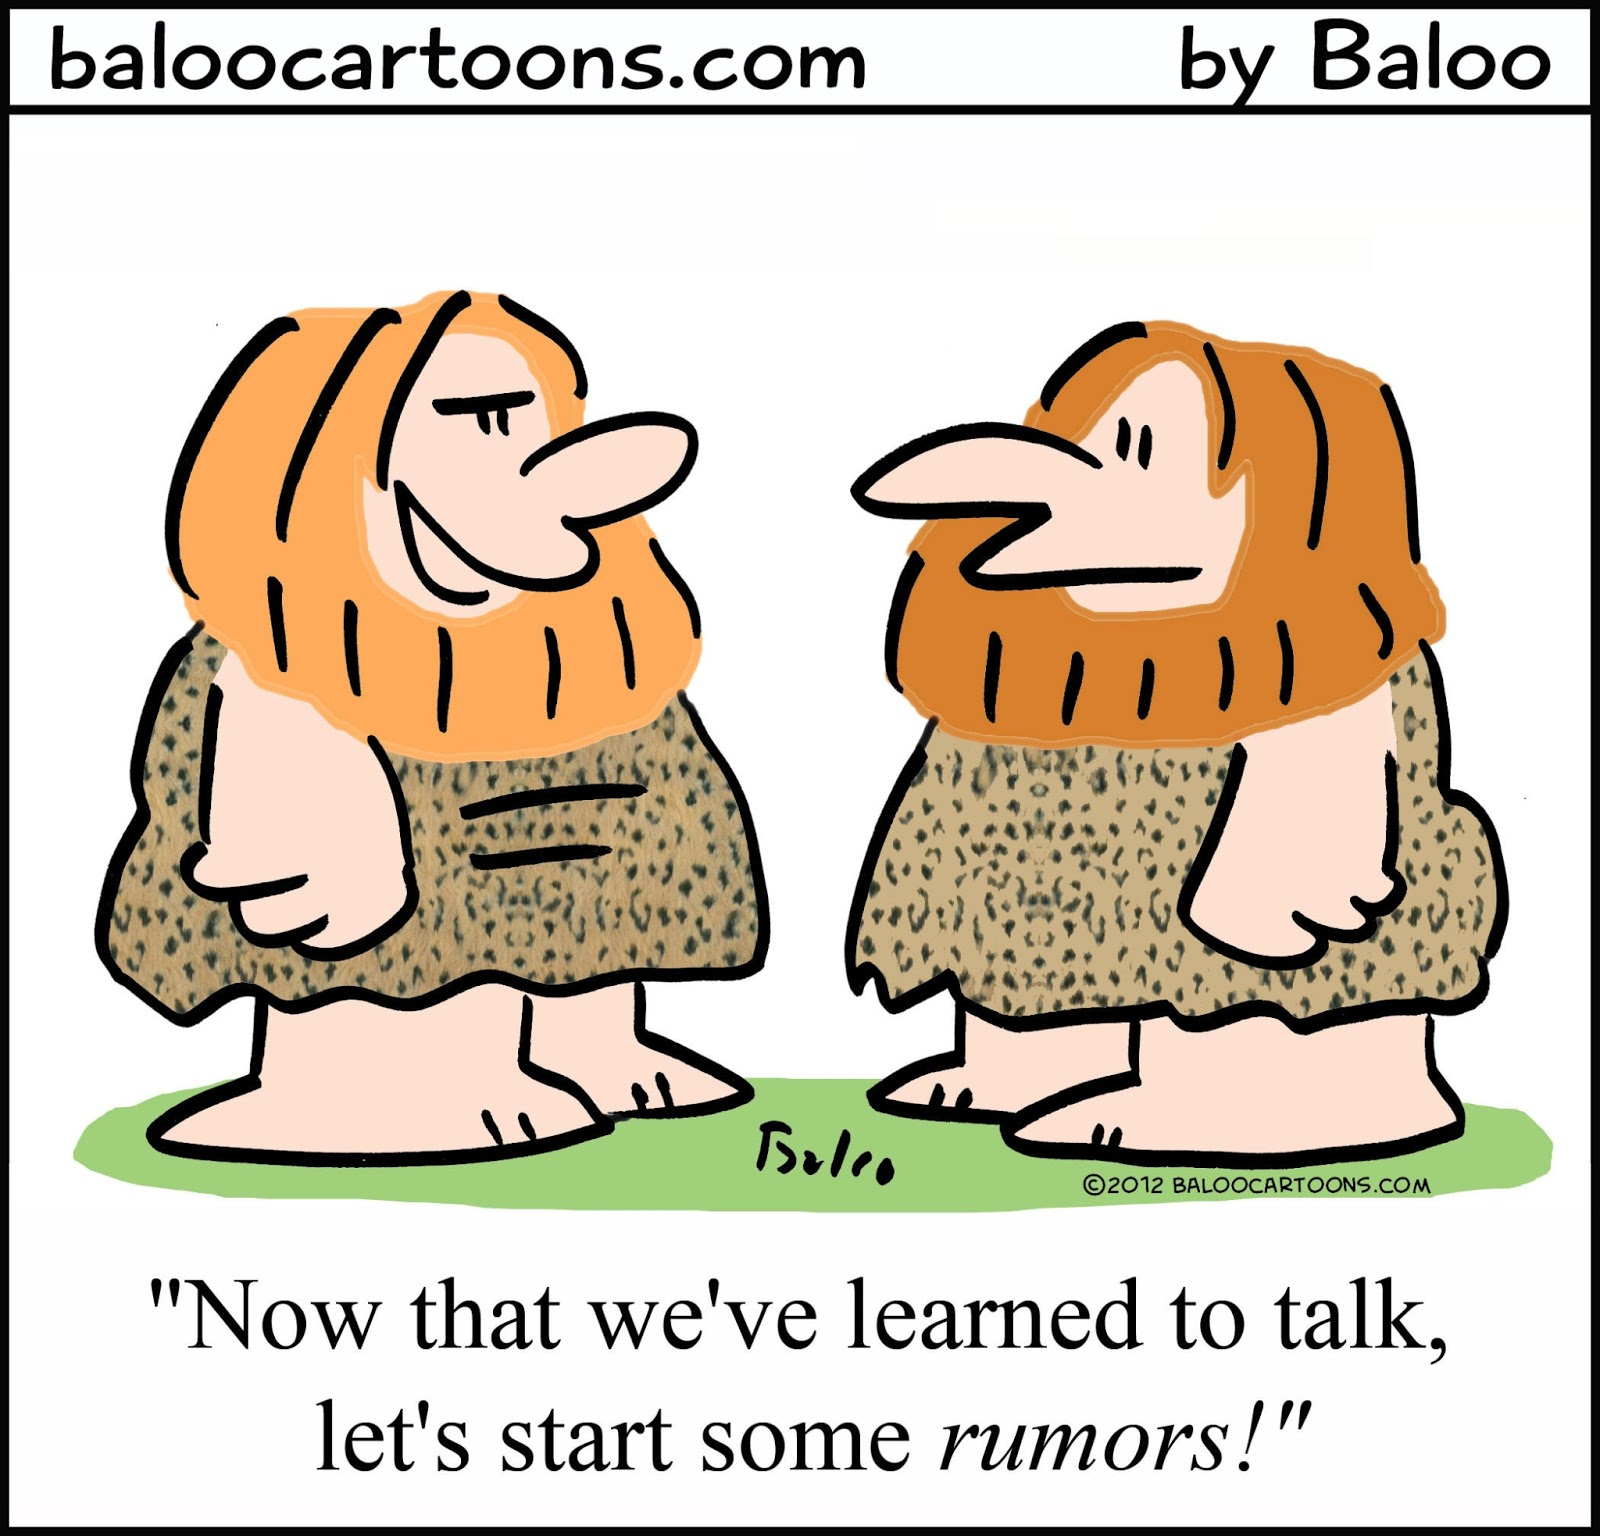 baloocartoons.com by Baloo
Baloo
©2012 BALOOCARTOONS.COM
"Now that we've learned to talk,
let's start some rumors!"